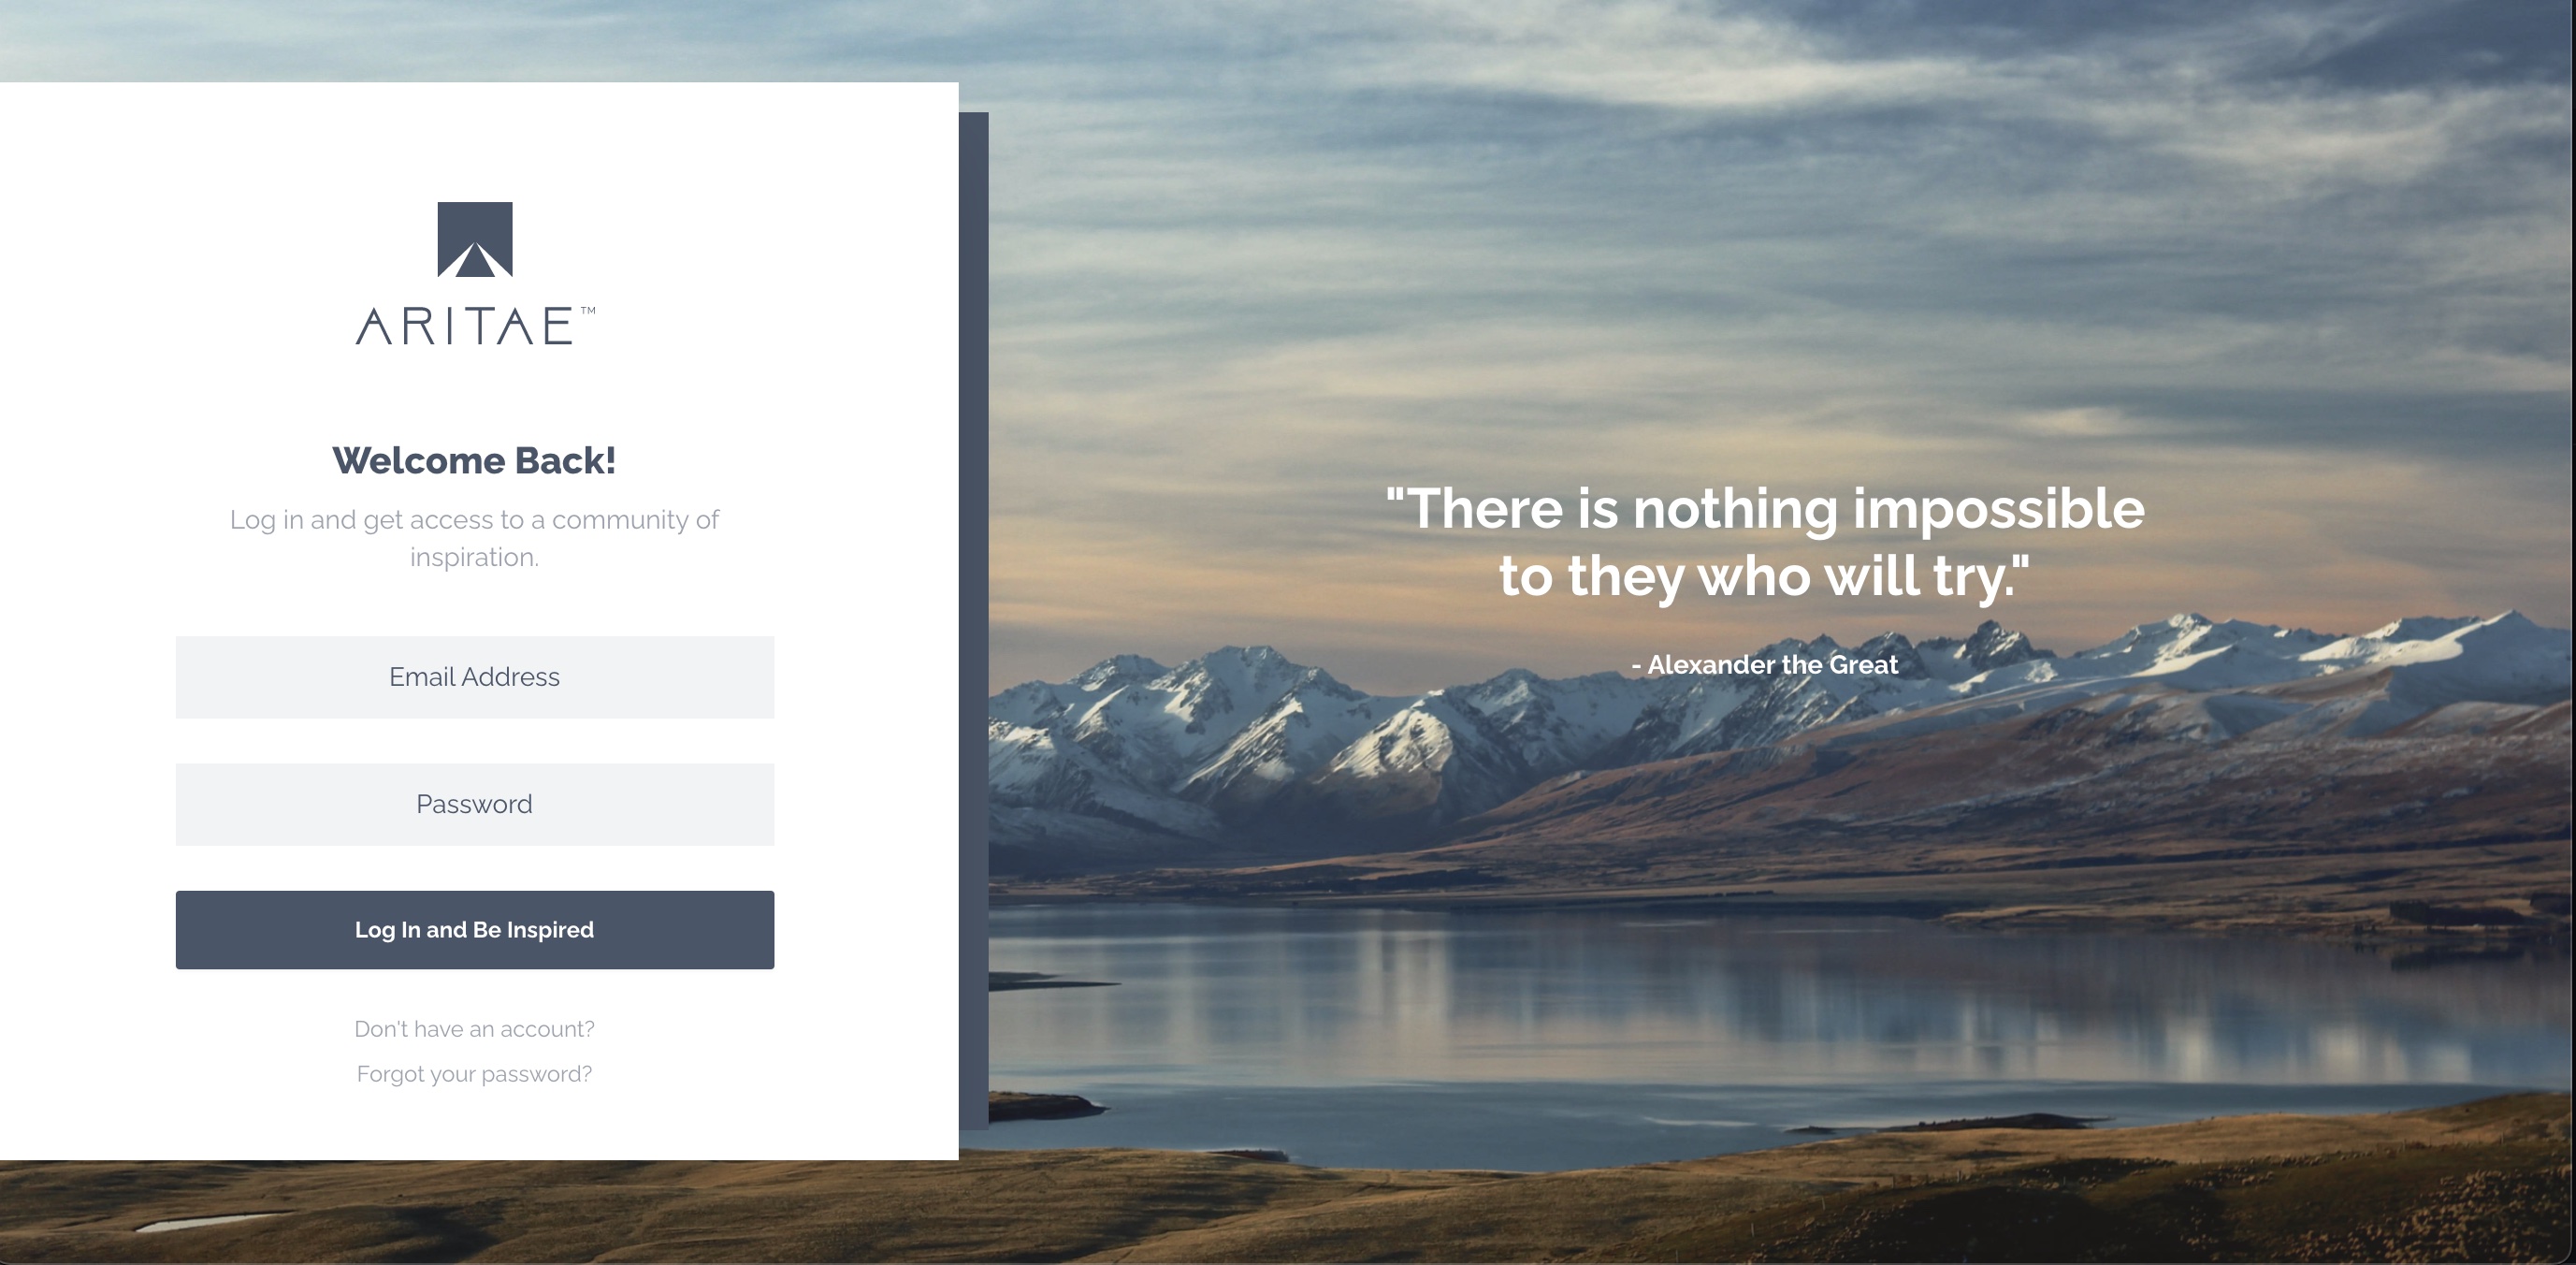 ARITAE™
Welcome Back!
Log in and get access to a community of
inspiration.
Email Address
Password
Log In and Be Inspired
Don't have an account?
Forgot your password?
"There is nothing impossible
to they who will try."
- Alexander the Great